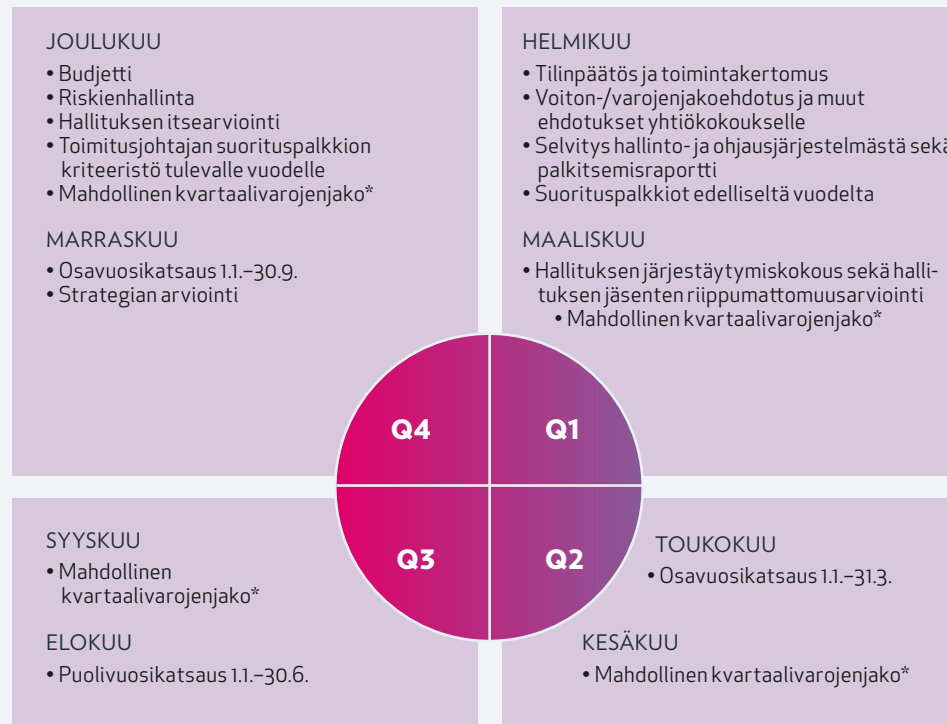 JOULUKUU
• Budjetti
• Riskienhallinta
• Hallituksen itsearviointi
• Toimitusjohtajan suorituspalkkion
kriteeristö tulevalle vuodelle
• Mahdollinen kvartaalivarojenjako*
MARRASKUU
• Osavuosikatsaus 1.1.–30.9.
• Strategian arviointi
HELMIKUU
• Tilinpäätös ja toimintakertomus
• Voiton-/varojenjakoehdotus ja muut
ehdotukset yhtiökokoukselle
• Selvitys hallinto- ja ohjausjärjestelmästä sekä
palkitsemisraportti
• Suorituspalkkiot edelliseltä vuodelta
MAALISKUU
• Hallituksen järjestäytymiskokous sekä halli-
tuksen jäsenten riippumattomuusarviointi
• Mahdollinen kvartaalivarojenjako*
Q4
Q1
Q3
Q2
SYYSKUU
• Mahdollinen
kvartaalivarojenjako*
ELOKUU
• Puolivuosikatsaus 1.1.–30.6.
TOUKOKUU
• Osavuosikatsaus 1.1.–31.3.
KESÄKUU
• Mahdollinen kvartaalivarojenjako*